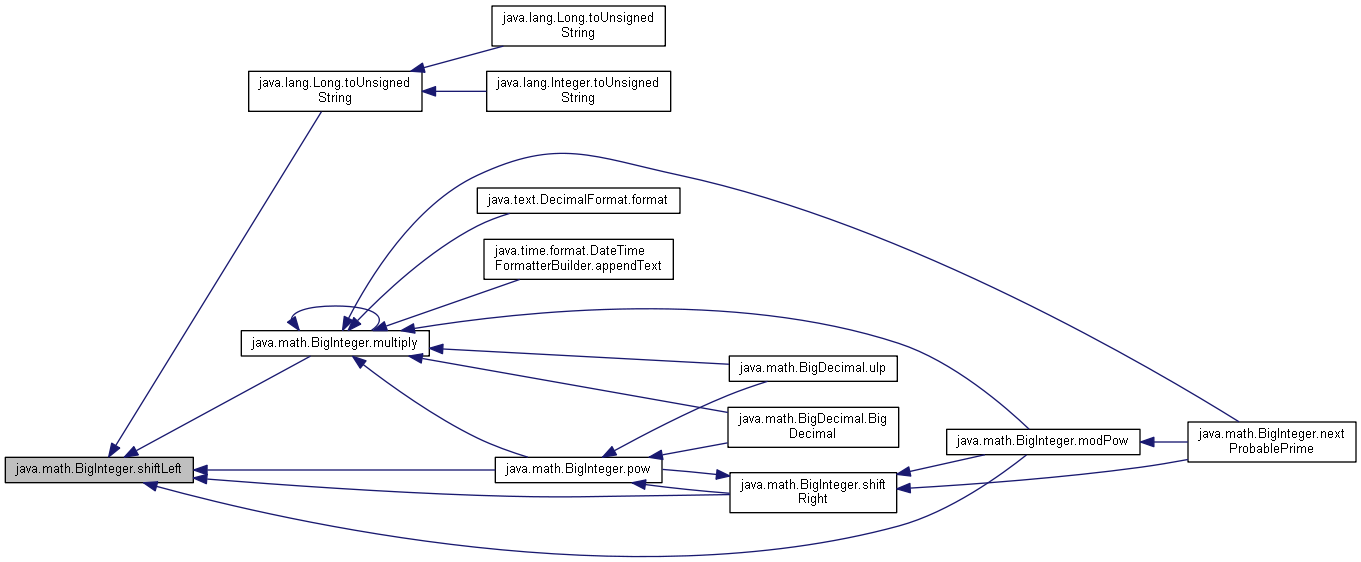 java.lang.Long.toUnsigned
String
java.lang.Long.toUnsigned
String
java.lang.Integer.toUnsigned
String
java.text.DecimalFormat.format
java.time.format.DateTime
FormatterBuilder.appendText
java.math.BigInteger.multiply
java.math.BigDecimal.ulp
java.math.BigDecimal.Big
Decimal
java.math.BigInteger.modPow
java.math.BigInteger.next
ProbablePrime
java.math.BigInteger.shiftLeft
java.math.BigInteger.pow
java.math.BigInteger.shift
Right